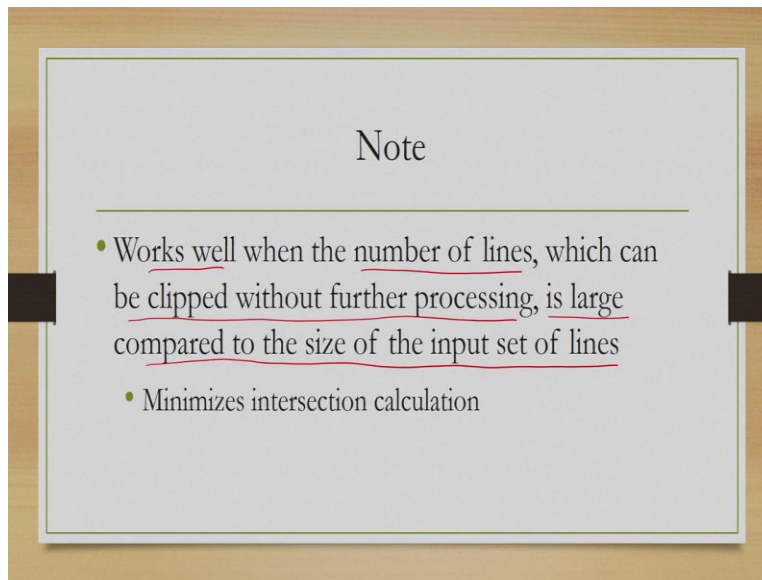 Note
• Works well when the number of lines, which can
be clipped without further processing, is large
compared to the size of the input set of lines
• Minimizes intersection calculation